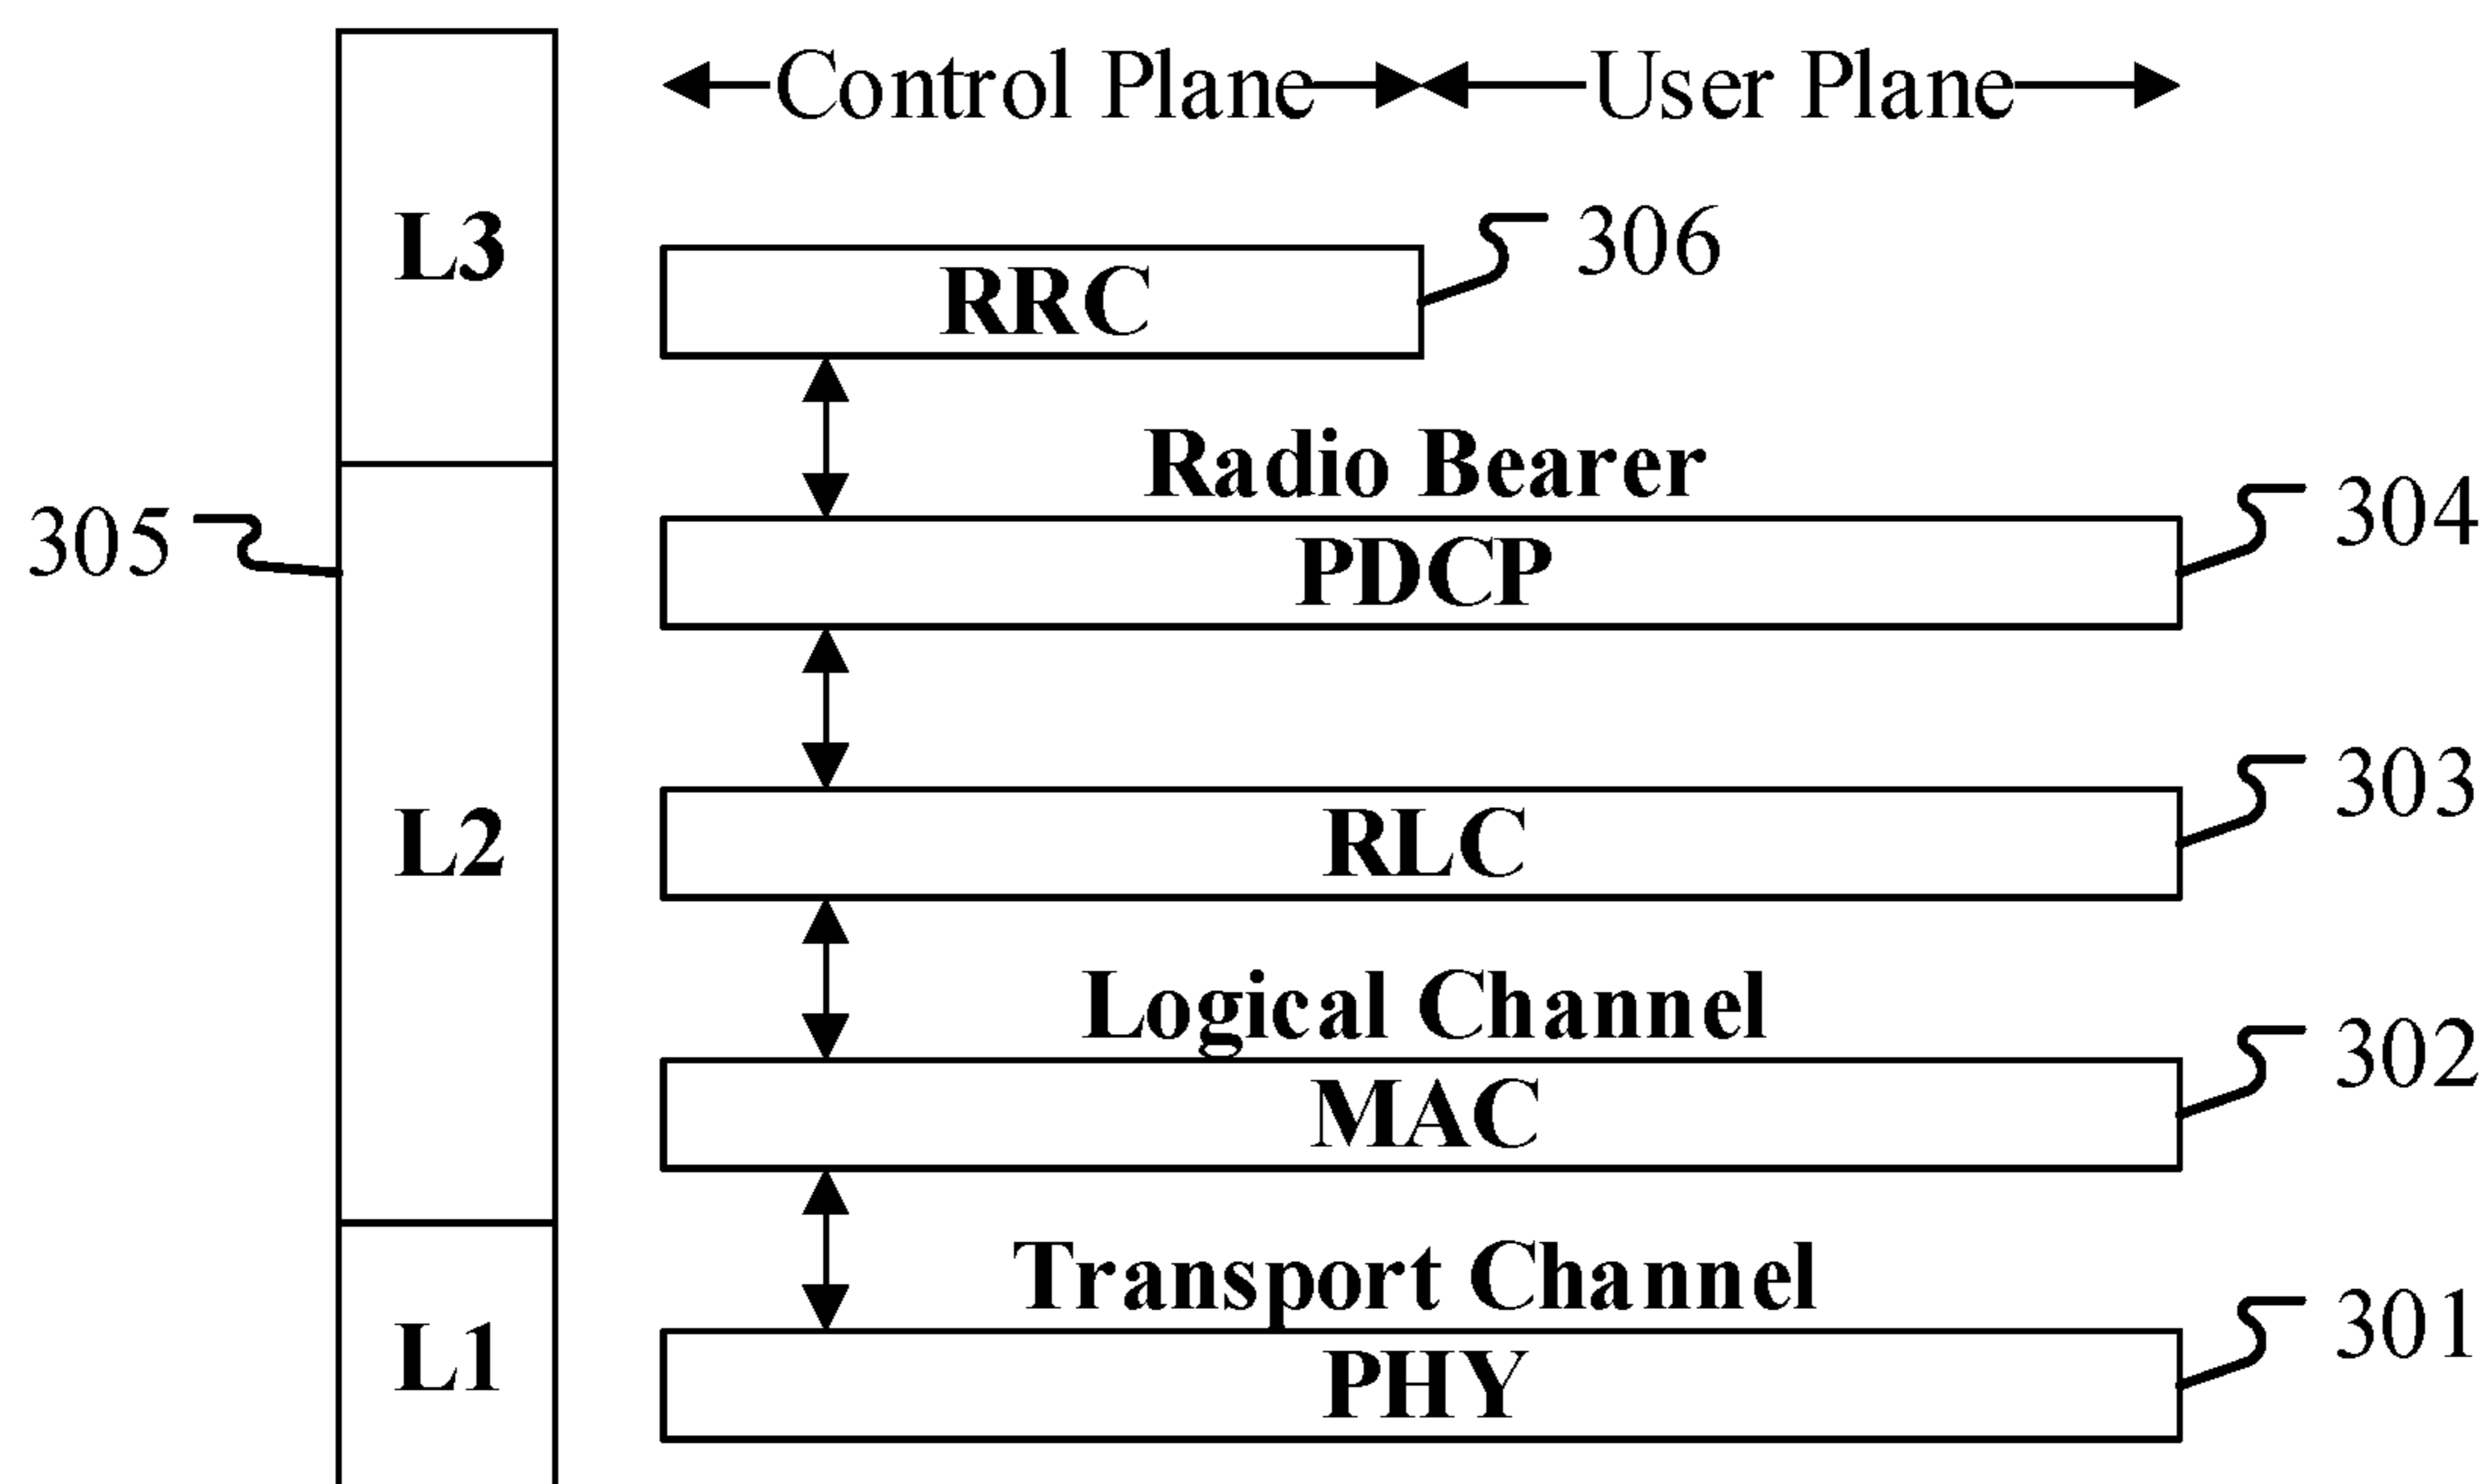 Control Plane User Plane
L3
RRC
306
Radio Bearer
305
PDCP
304
L2
RLC
303
Logical Channel
MAC
302
Transport Channel
L1
PHY
301